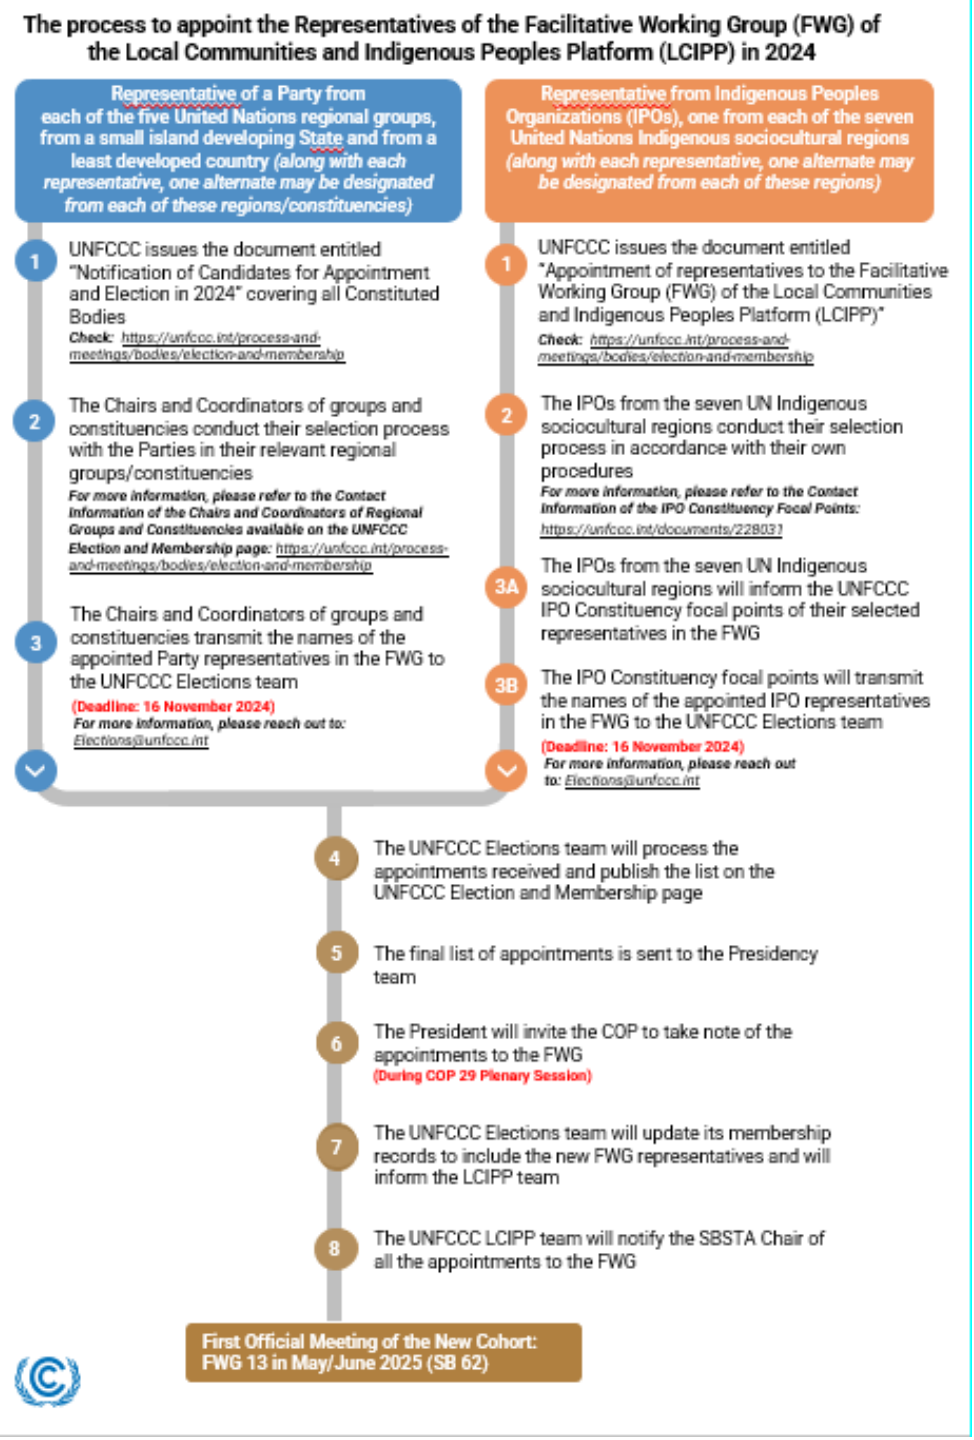 The process to appoint the Representatives of the Facilitative Working Group (FWG) of
the Local Communities and Indigenous Peoples Platform (LCIPP) in 2024
Representative of a Party from
each of the five United Nations regional groups,
from a small island developing State and from a
least developed country (along with each
representative, one alternate may be designated
from each of these regions/constituencies)
1
UNFCCC issues the document entitled
“Notification of Candidates for Appointment
and Election in 2024” covering all Constituted
Bodies
Check: https://unfccc.int/process-and-
meetings/bodies/election-and-membership
2
The Chairs and Coordinators of groups and
constituencies conduct their selection process
with the Parties in their relevant regional
groups/constituencies
For more information, please refer to the Contact
Information of the Chairs and Coordinators of Regional
Groups and Constituencies available on the UNFCCC
Election and Membership page: https://unfccc.int/process-
and-meetings/bodies/election-and-membership
3
The Chairs and Coordinators of groups and
constituencies transmit the names of the
appointed Party representatives in the FWG to
the UNFCCC Elections team
(Deadline: 16 November 2024)
For more information, please reach out to:
Elections@unfccc.int
Representative from Indigenous Peoples
Organizations (IPOs), one from each of the seven
United Nations Indigenous sociocultural regions
(along with each representative, one alternate may
be designated from each of these regions)
1
UNFCCC issues the document entitled
“Appointment of representatives to the Facilitative
Working Group (FWG) of the Local Communities
and Indigenous Peoples Platform (LCIPP)”
Check: https://unfccc.int/process-and-
meetings/bodies/election-and-membership
2
The IPOs from the seven UN Indigenous
sociocultural regions conduct their selection
process in accordance with their own
procedures
For more information, please refer to the Contact
Information of the IPO Constituency Focal Points:
https://unfccc.int/documents/228031
3A
The IPOs from the seven UN Indigenous
sociocultural regions will inform the UNFCCC
IPO Constituency focal points of their selected
representatives in the FWG
3B
The IPO Constituency focal points will transmit
the names of the appointed IPO representatives
in the FWG to the UNFCCC Elections team
(Deadline: 16 November 2024)
For more information, please reach out
to: Elections@unfccc.int
4
The UNFCCC Elections team will process the
appointments received and publish the list on the
UNFCCC Election and Membership page
5
The final list of appointments is sent to the Presidency
team
6
The President will invite the COP to take note of the
appointments to the FWG
(During COP 29 Plenary Session)
7
The UNFCCC Elections team will update its membership
records to include the new FWG representatives and will
inform the LCIPP team
8
The UNFCCC LCIPP team will notify the SBSTA Chair of
all the appointments to the FWG
First Official Meeting of the New Cohort:
FWG 13 in May/June 2025 (SB 62)